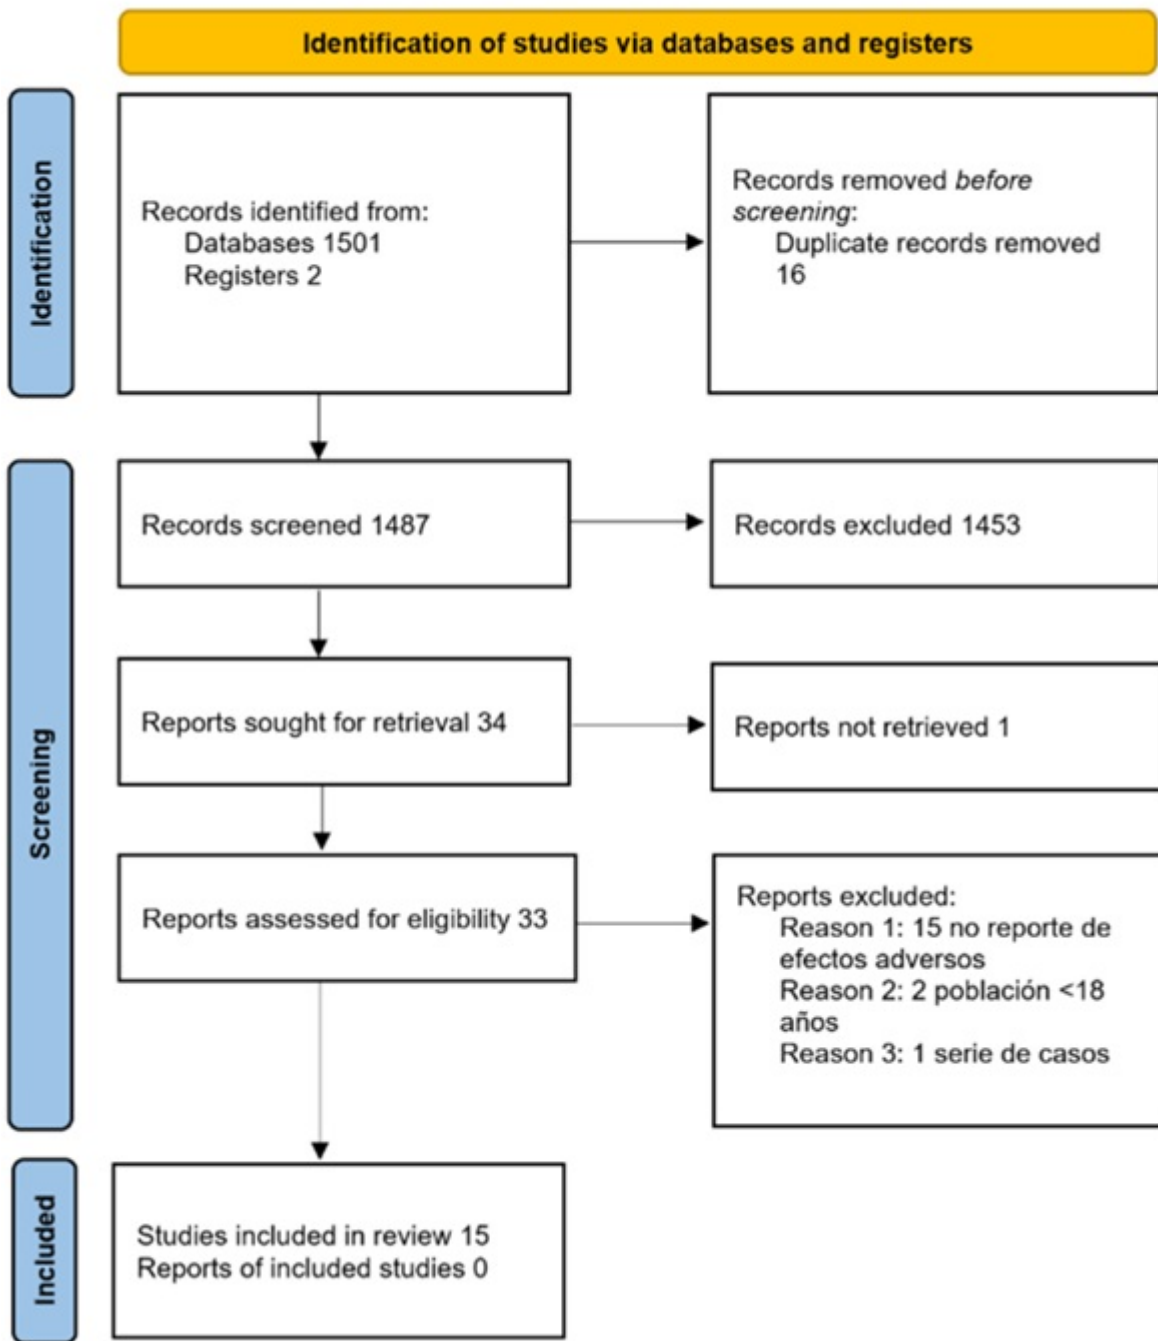 Identification of studies via databases and registers
Identification
Records identified from:
Databases 1501
Registers 2
Records removed before
screening:
Duplicate records removed
16
Screening
Records screened 1487
Records excluded 1453
Reports sought for retrieval 34
Reports not retrieved 1
Reports assessed for eligibility 33
Reports excluded:
Reason 1: 15 no reporte de
efectos adversos
Reason 2: 2 población <18
años
Reason 3: 1 serie de casos
Included
Studies included in review 15
Reports of included studies 0